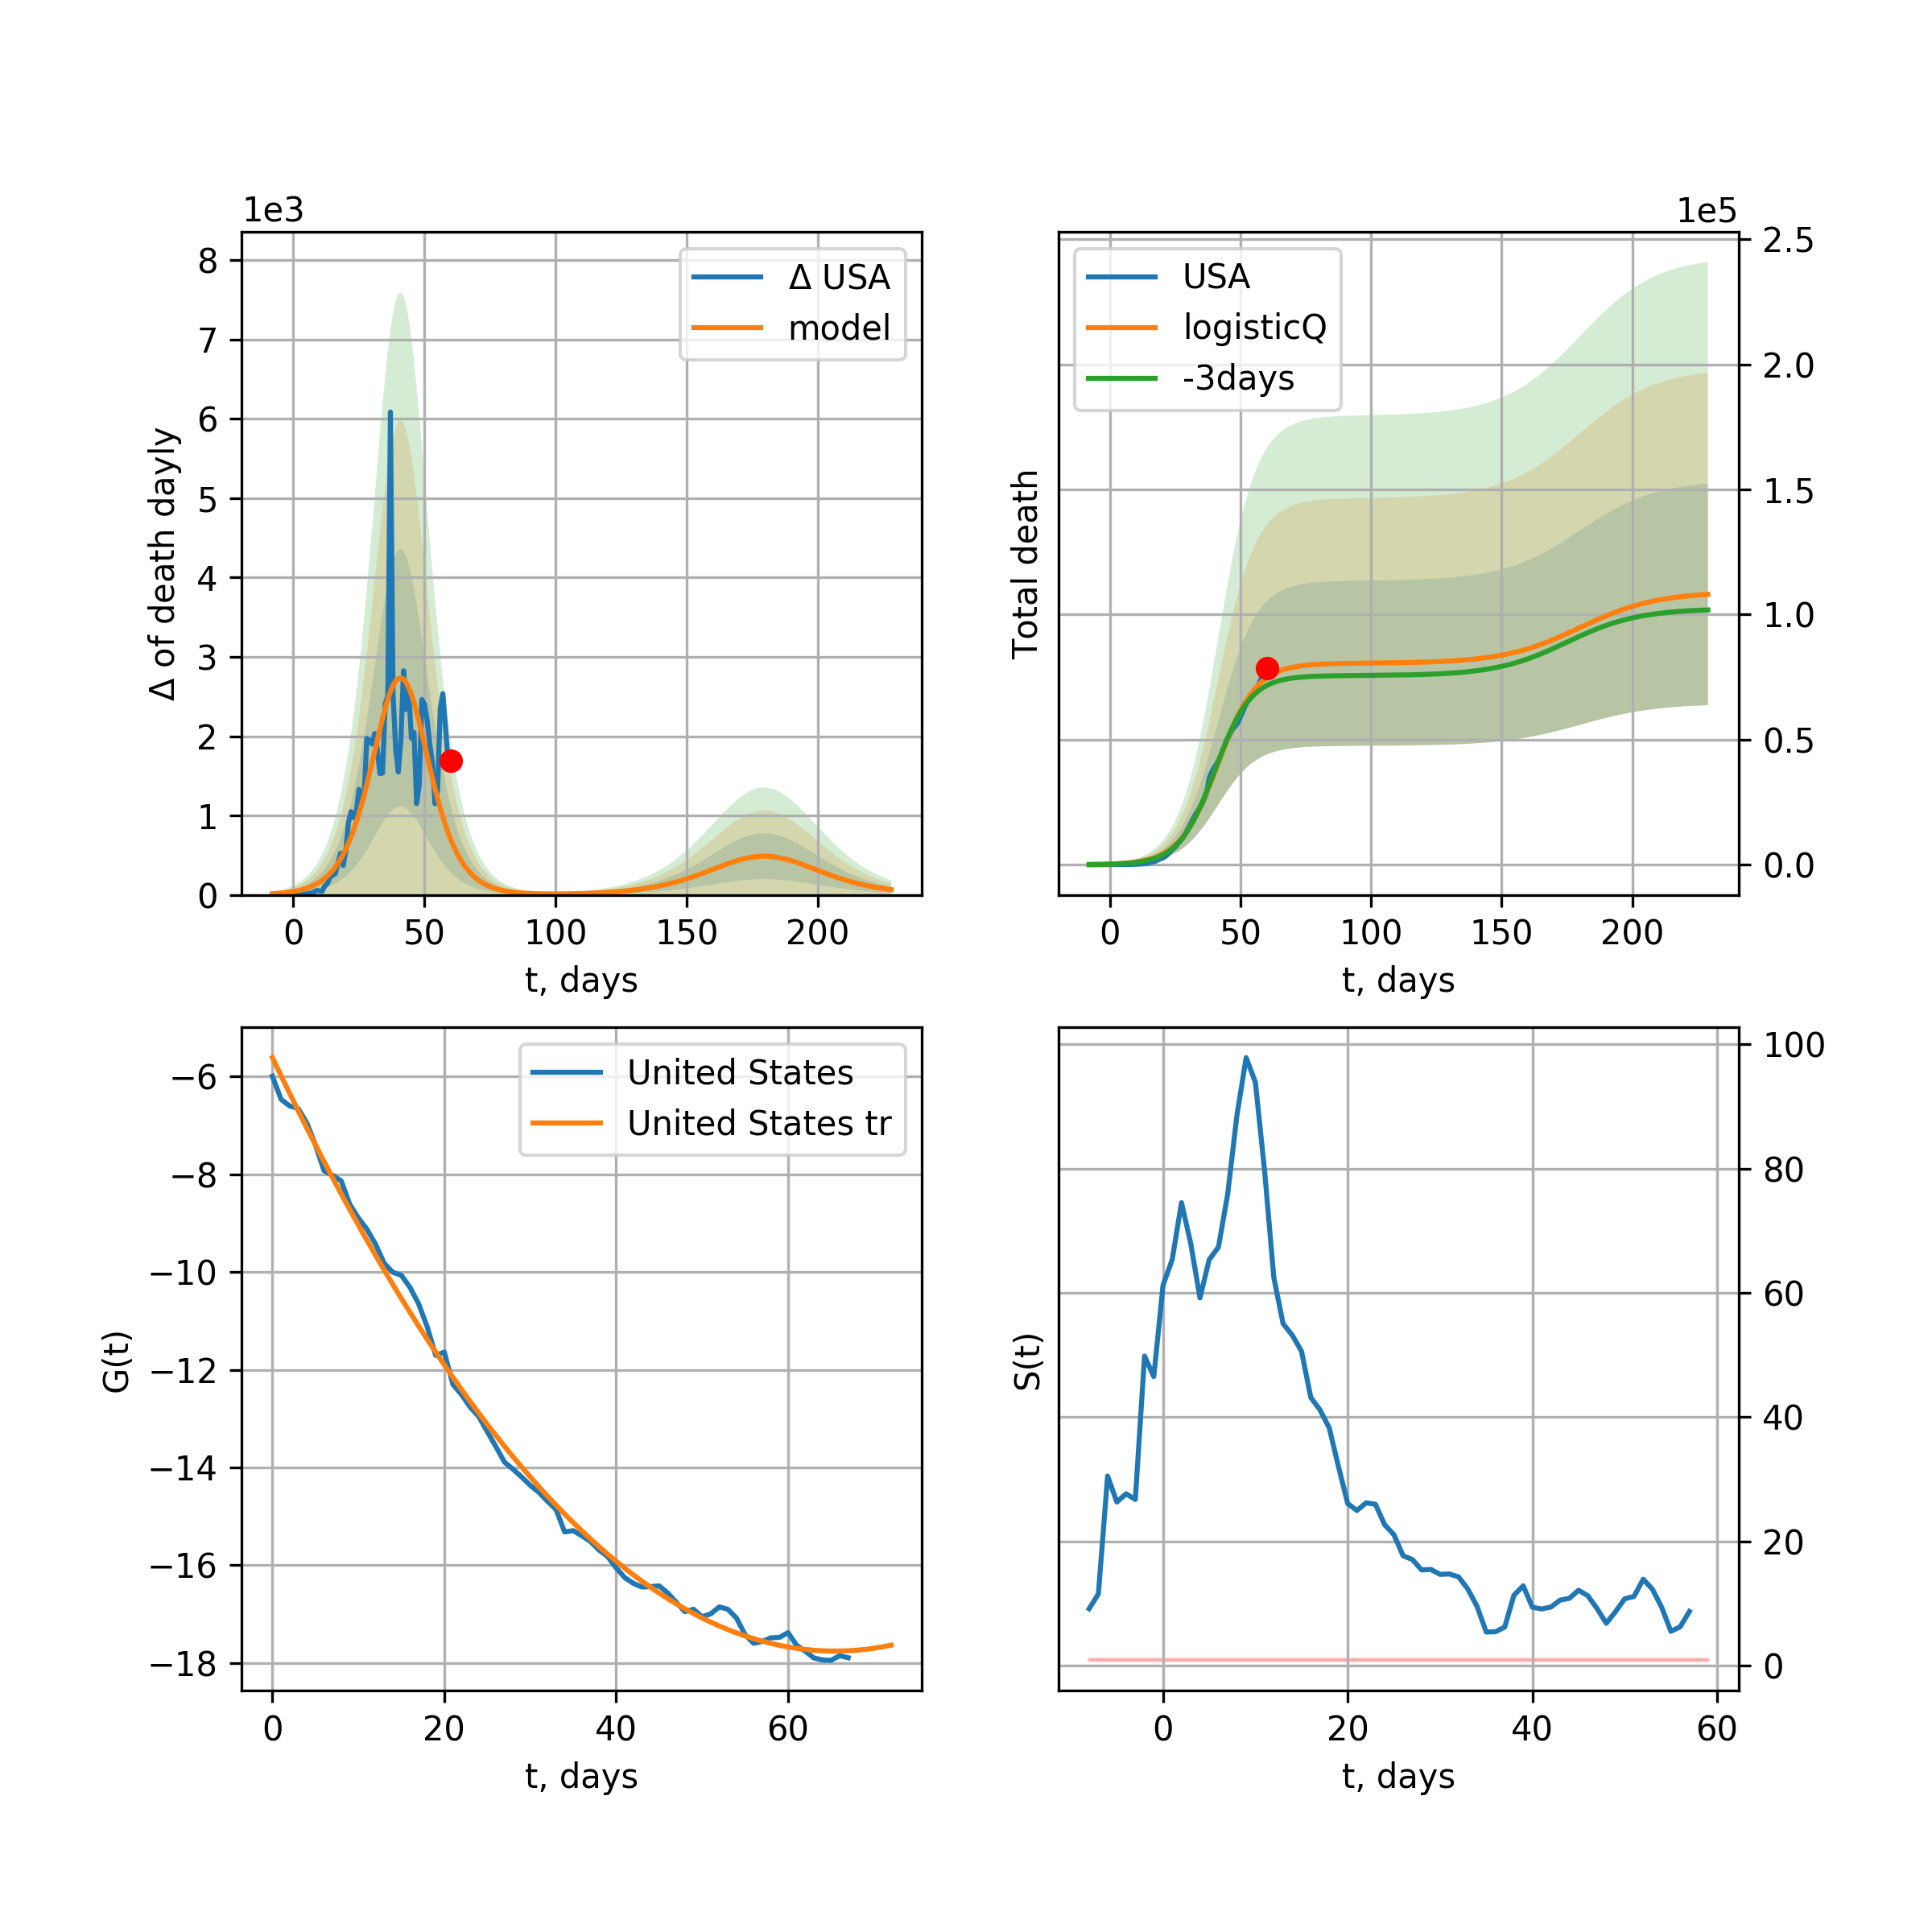 1e3
8
7
6
5
4
3
2
1
0
Δ of death dayly
Δ USA
model
0 50 100 150 200
t, days
1e5
2.5
2.0
1.5
1.0
0.5
0.0
Total death
USA
logisticQ
-3days
0 50 100 150 200
t, days
−6
−8
−10
−12
−14
−16
−18
G(t)
United States
United States tr
0 20 40 60
t, days
100
80
60
40
20
0
S(t)
0 20 40 60
t, days